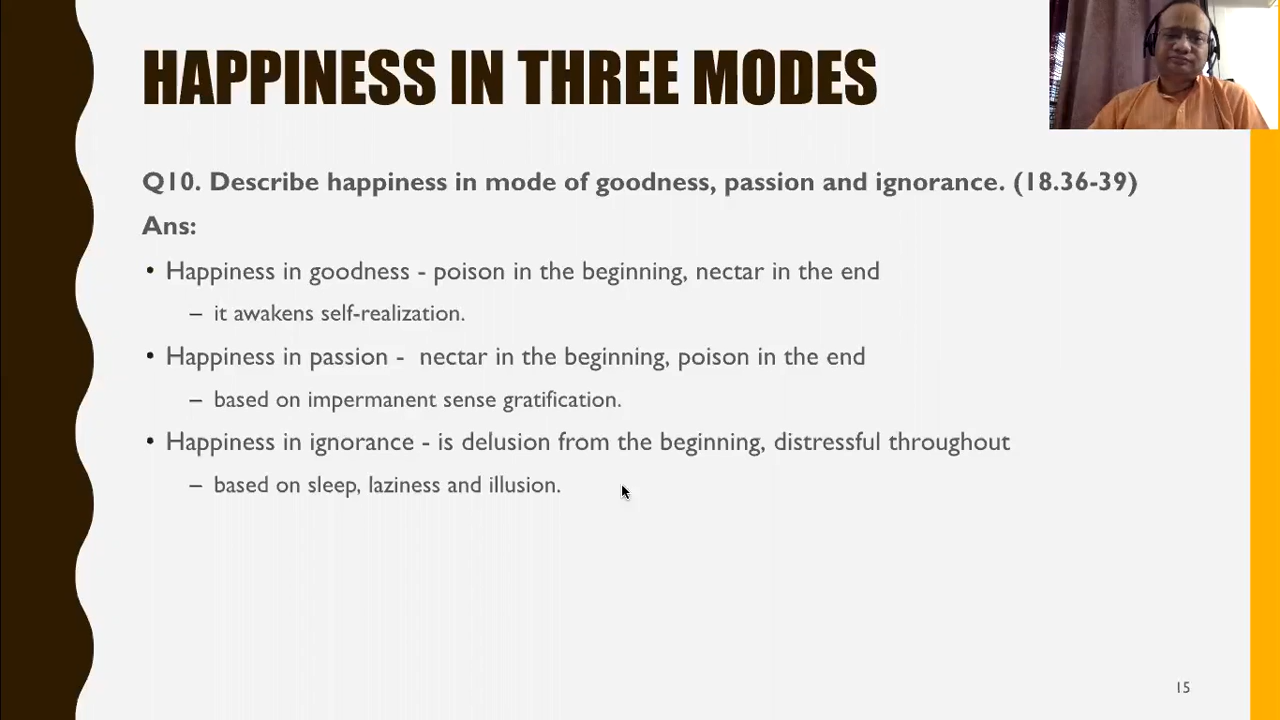 HAPPINESS IN THREE MODES
Q10. Describe happiness in mode of goodness, passion and ignorance. (18.36-39)
Ans:
• Happiness in goodness - poison in the beginning, nectar in the end
– it awakens self-realization.
• Happiness in passion - nectar in the beginning, poison in the end
– based on impermanent sense gratification.
• Happiness in ignorance - is delusion from the beginning, distressful throughout
– based on sleep, laziness and illusion.
15